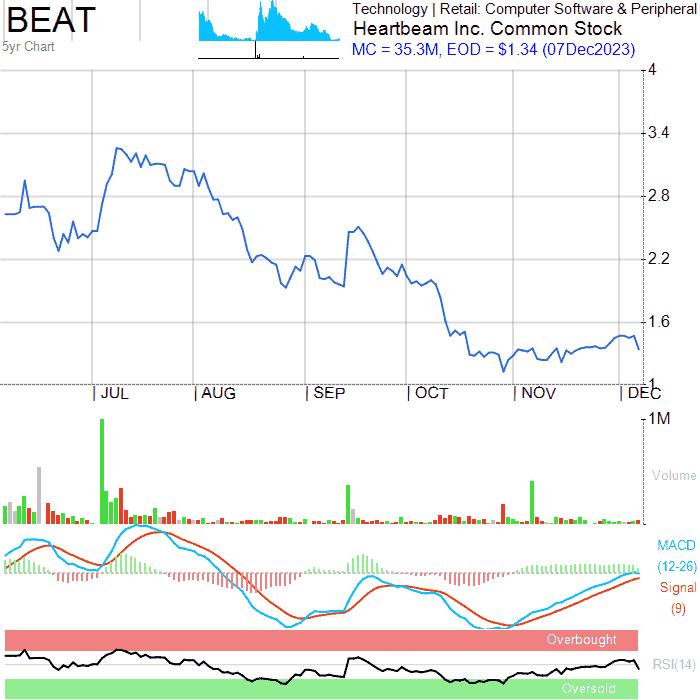 BEAT
5yr Chart
Technology | Retail: Computer Software & Peripheral
Heartbeam Inc. Common Stock
MC = 35.3M, EOD = $1.34 (07Dec2023)
4
3.4
2.8
2.2
1.6
1
JUL AUG SEP OCT NOV DEC
1M
Volume
MACD
(12-26)
Signal
(9)
Overbought
RSI(14)
Oversold